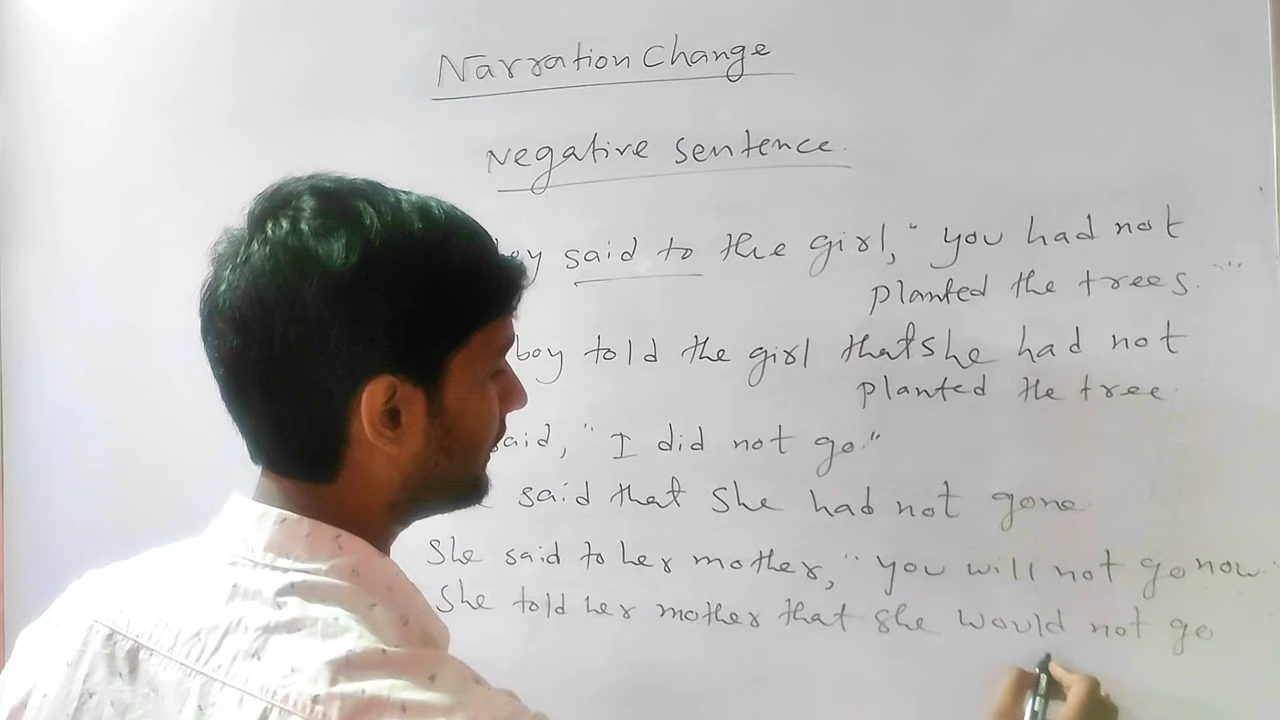 Narration Change
Negative sentence.
said to the girl, "you had not
planted the trees."
boy told the girl that she had not
planted the tree.
said, "I did not go."
said that she had not gone.
She said to her mother, "you will not go now."
She told her mother that she would not go